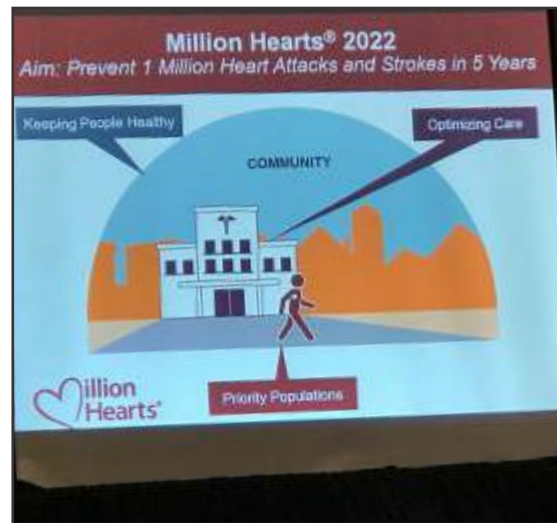 Million Hearts® 2022
Aim: Prevent 1 Million Heart Attacks and Strokes in 5 Years
Keeping People Healthy
Optimizing Care
COMMUNITY
Priority Populations
Million
Hearts®